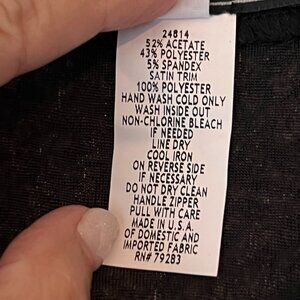 24814
52% ACETATE
43% POLYESTER
5% SPANDEX
SATIN TRIM
100% POLYESTER
HAND WASH COLD ONLY
WASH INSIDE OUT
NON-CHLORINE BLEACH
IF NEEDED
LINE DRY
COOL IRON
ON REVERSE SIDE
IF NECESSARY
DO NOT DRY CLEAN
HANDLE ZIPPER
PULL WITH CARE
MADE IN U.S.A.
OF DOMESTIC AND
IMPORTED FABRIC
RN# 79283